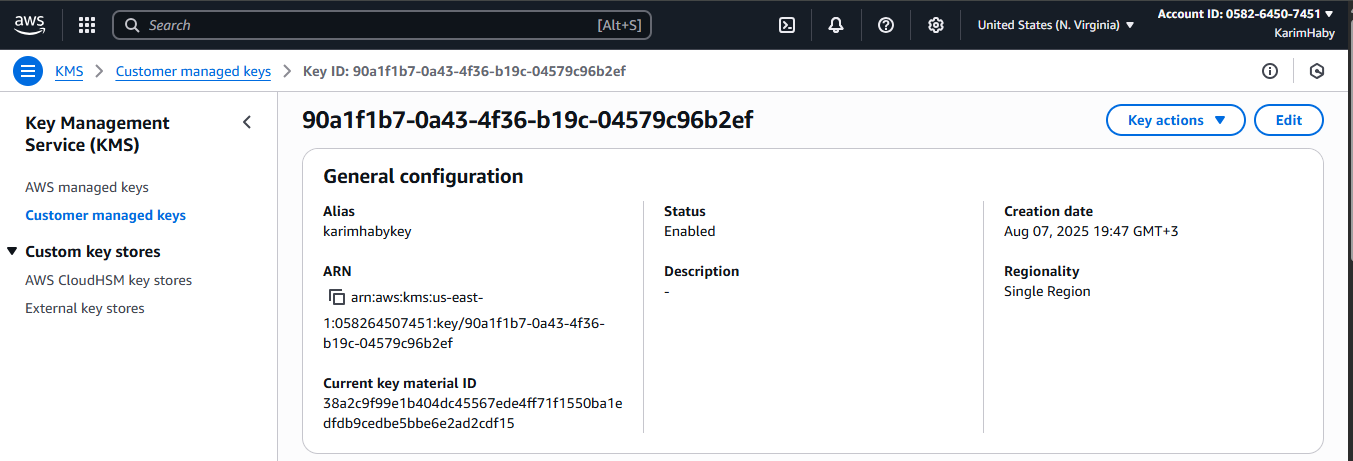 aws
Search
[Alt+S]
United States (N. Virginia)
Account ID: 0582-6450-7451
KarimHaby
KMS
Customer managed keys
Key ID: 90a1f1b7-0a43-4f36-b19c-04579c96b2ef
Key Management
Service (KMS)
AWS managed keys
Customer managed keys
Custom key stores
AWS CloudHSM key stores
External key stores
90a1f1b7-0a43-4f36-b19c-04579c96b2ef
Key actions
Edit
General configuration
Alias
karimhabykey
ARN
arn:aws:kms:us-east-
1:058264507451:key/90a1f1b7-0a43-4f36-
b19c-04579c96b2ef
Current key material ID
38a2c9f99e1b404dc45567ede4ff71f1550ba1e
dfdb9cedbe5bbe6e2ad2cdf15
Status
Enabled
Description
-
Creation date
Aug 07, 2025 19:47 GMT+3
Regionality
Single Region